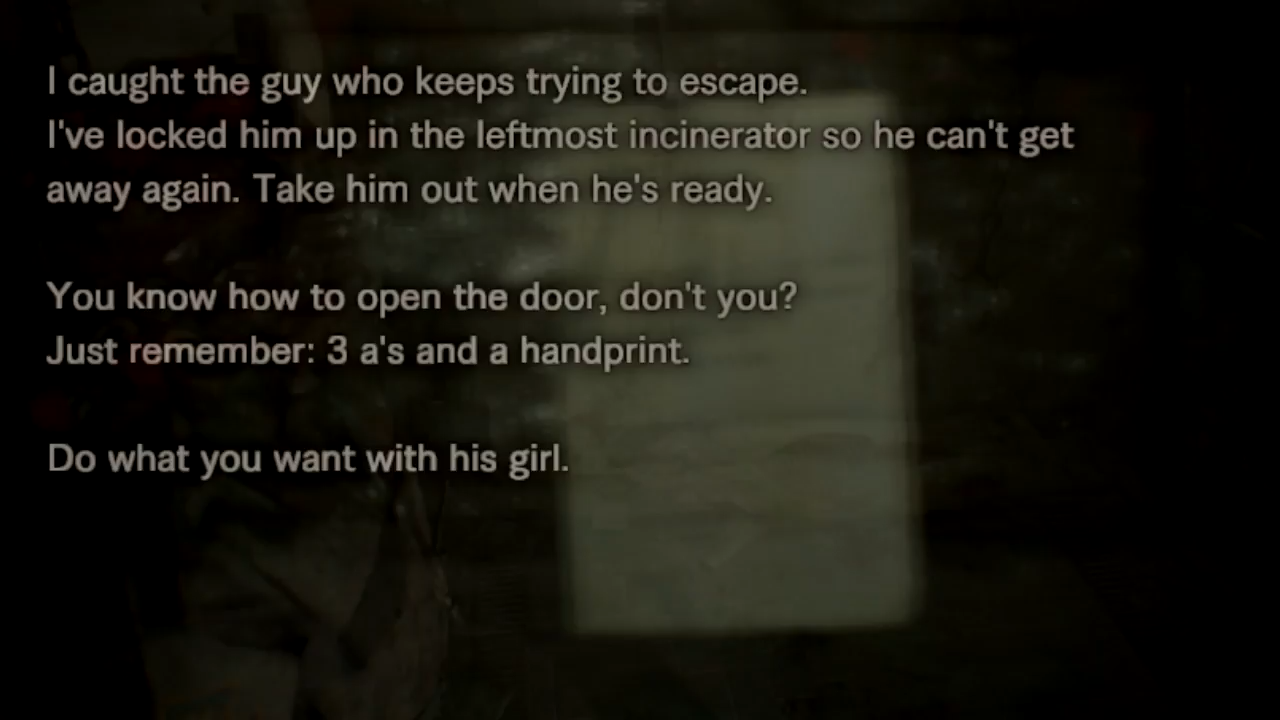 I caught the guy who keeps trying to escape.
I've locked him up in the leftmost incinerator so he can't get
away again. Take him out when he's ready.
You know how to open the door, don't you?
Just remember: 3 a's and a handprint.
Do what you want with his girl.